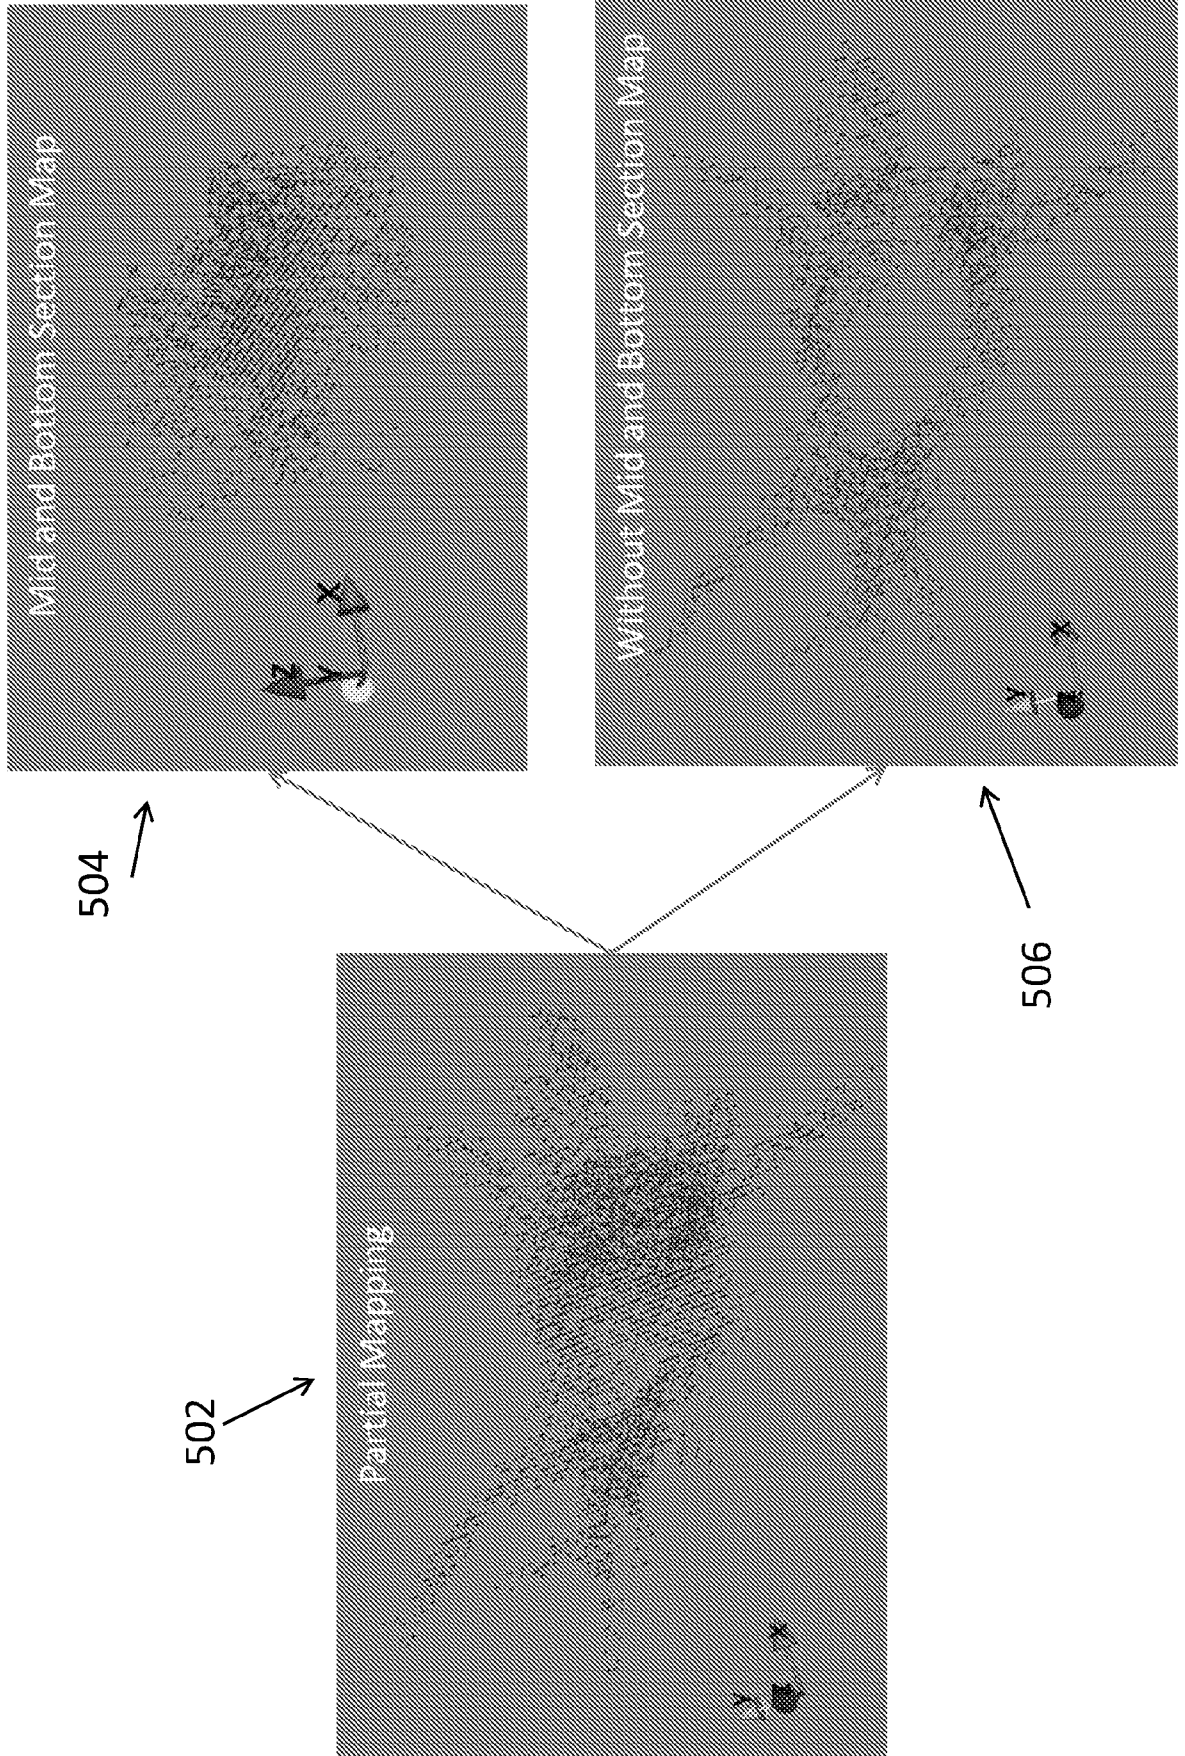 502
Partial Mapping
Y
X
504
Mid and Bottom Section Map
Z
Y
X
506
Without Mid and Bottom Section Map
Y
X